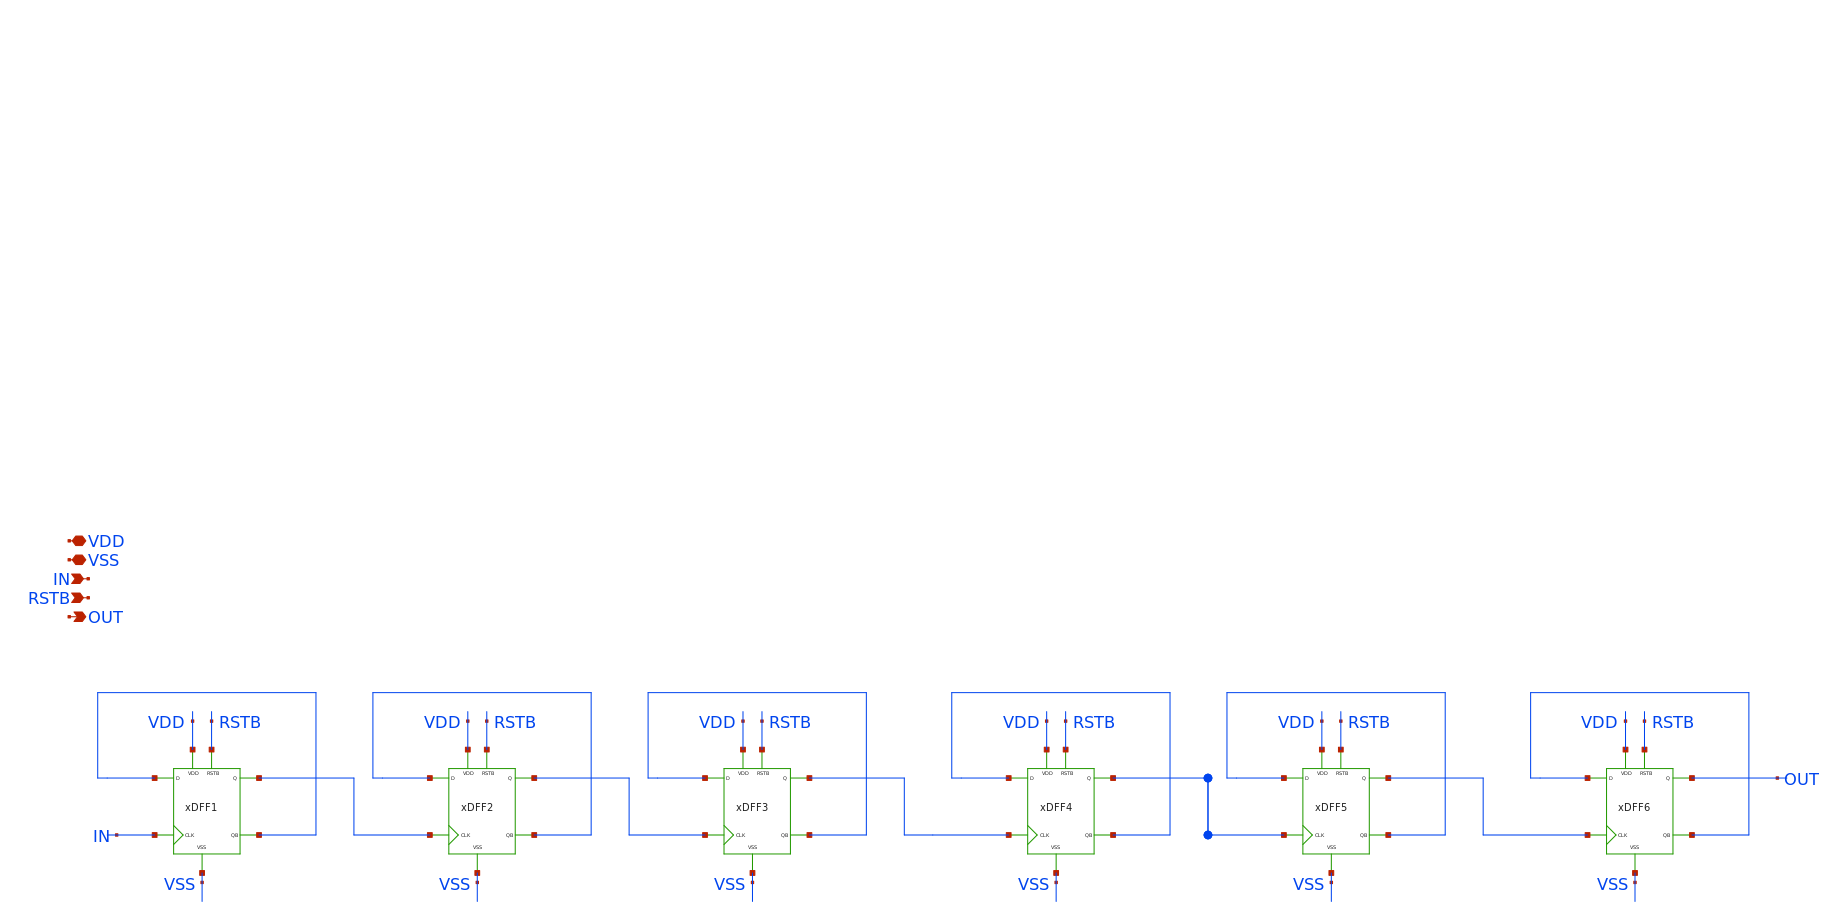 VDD
VSS
IN
RSTB
OUT
VDD RSTB VDD RSTB VDD RSTB VDD RSTB VDD RSTB VDD RSTB
VDD RSTB VDD RSTB VDD RSTB VDD RSTB VDD RSTB VDD RSTB
D Q D Q D Q D Q D Q D Q OUT
xDFF1 xDFF2 xDFF3 xDFF4 xDFF5 xDFF6
IN CLK QB CLK QB CLK QB CLK QB CLK QB CLK QB
VSS VSS VSS VSS VSS VSS
VSS VSS VSS VSS VSS VSS